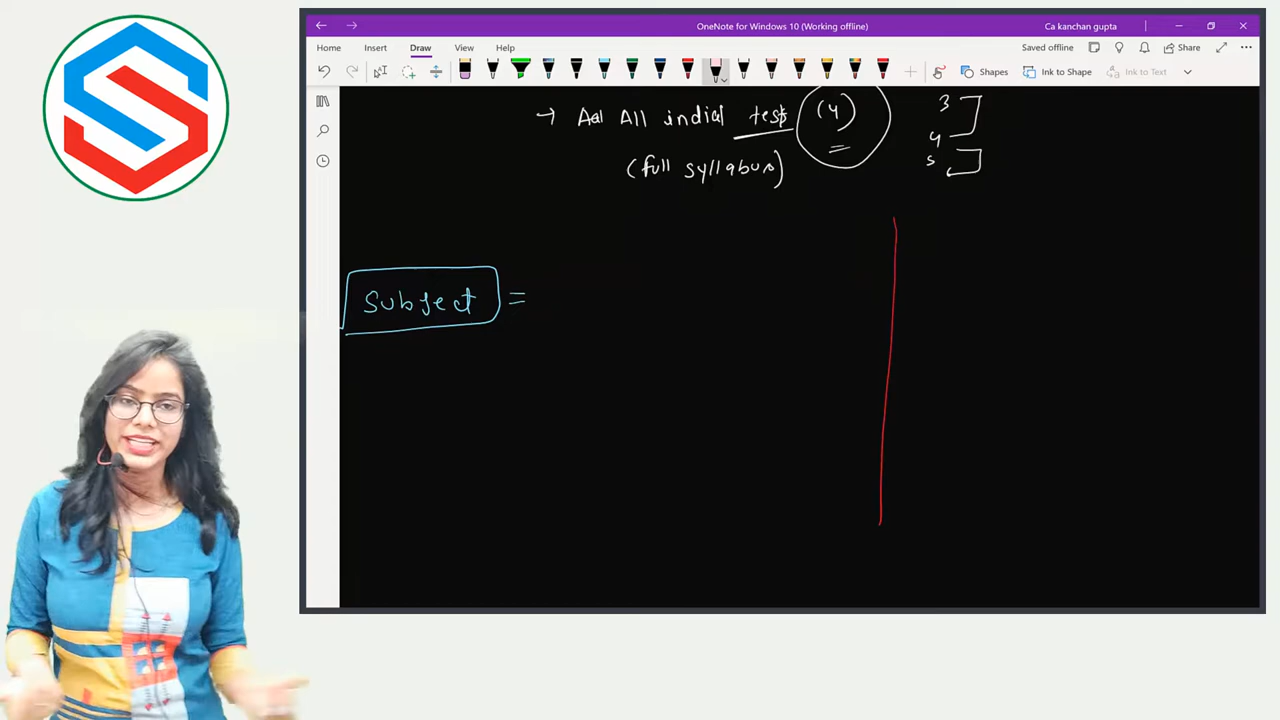 OneNote for Windows 10 (Working offline)
Ca kanchan gupta
Home Insert Draw View Help
Saved offline
Share
Shapes
Ink to Shape
Ink to Text
→ All indial test (4)
(full syllabus)
3
4
5
Subject =